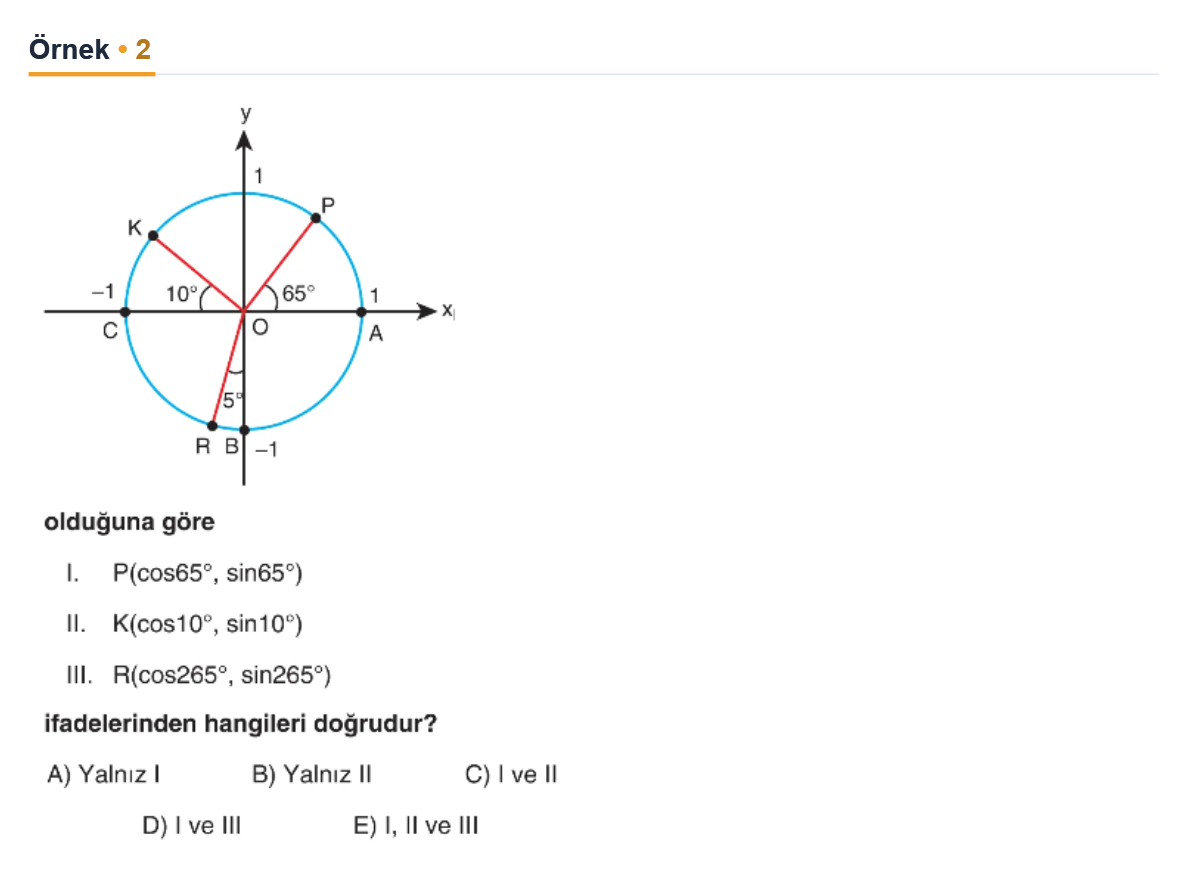 Örnek • 2
y
1
P
K
–1
10°
65°
1
x
C
O
A
5°
R B –1
olduğuna göre
I. P(cos65°, sin65°)
II. K(cos10°, sin10°)
III. R(cos265°, sin265°)
ifadelerinden hangileri doğrudur?
A) Yalnız I B) Yalnız II C) I ve II
D) I ve III E) I, II ve III